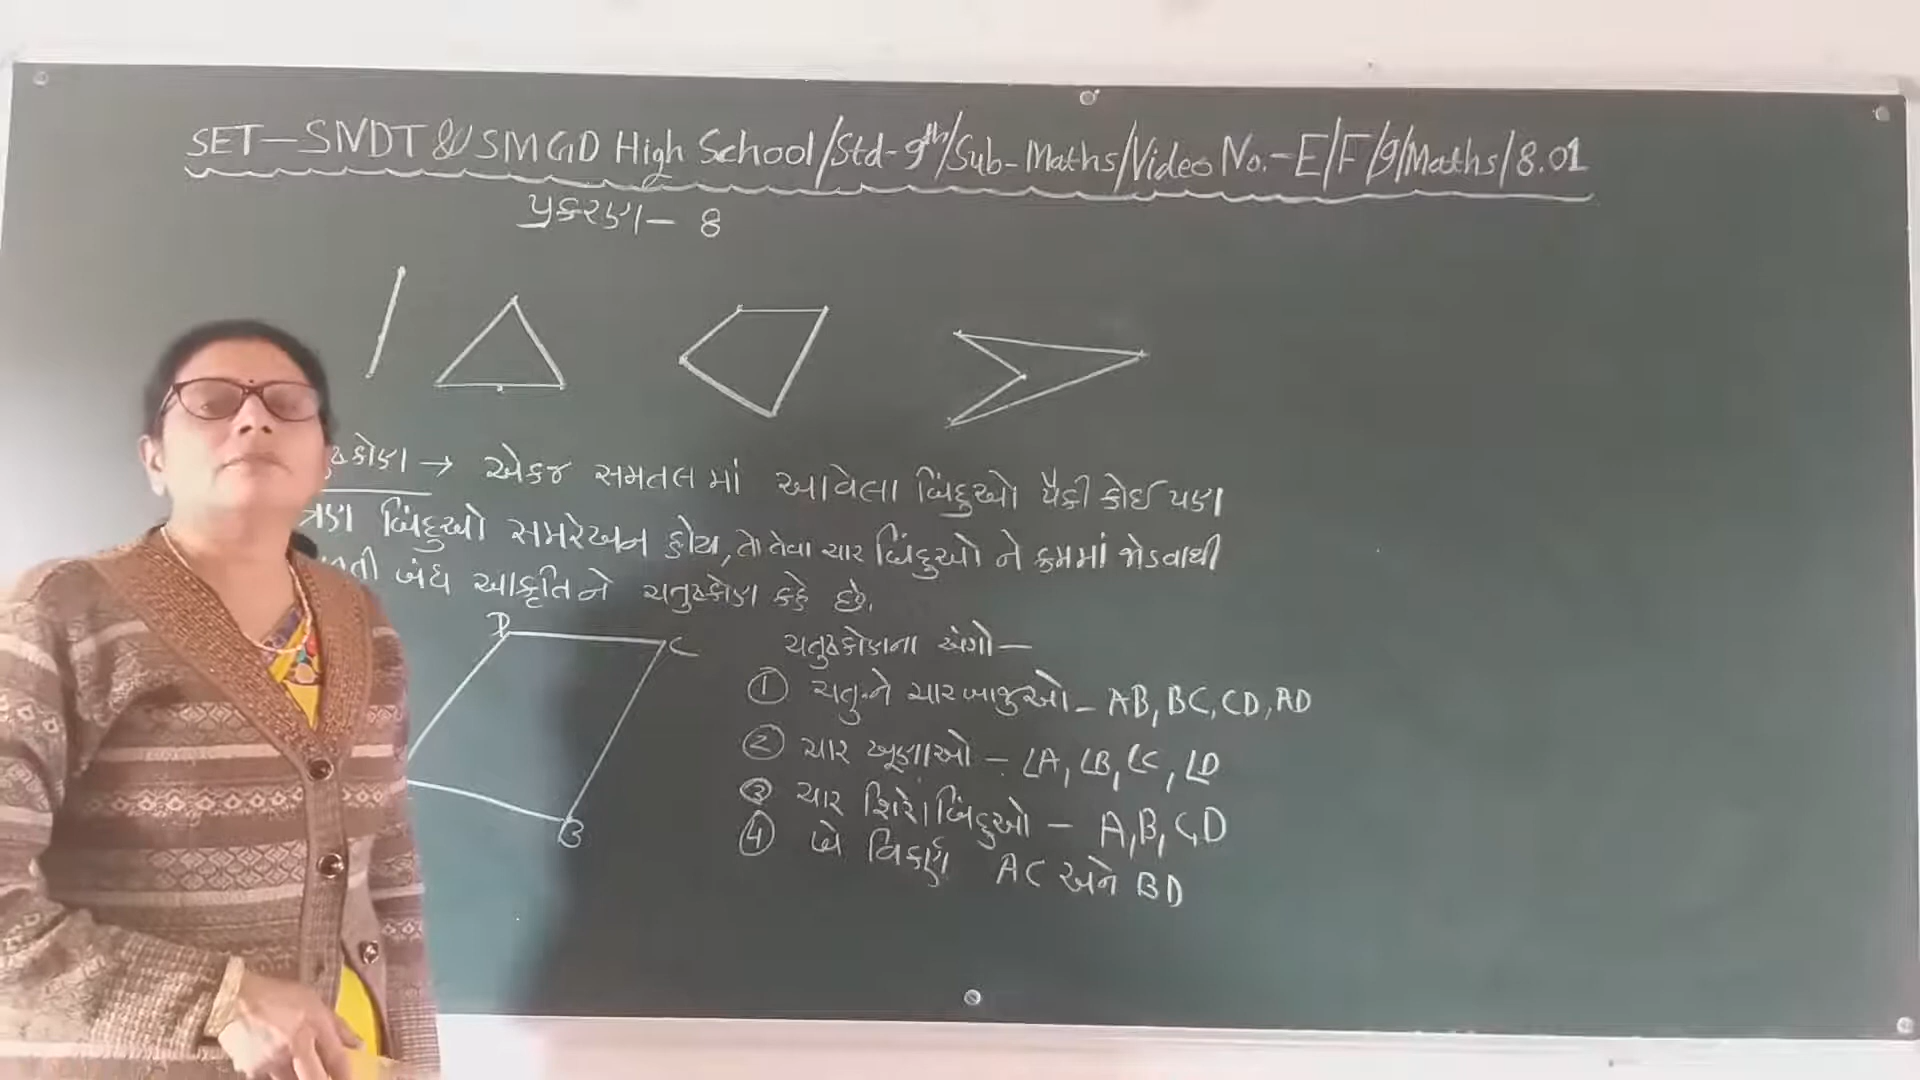 SET-SNDT & SMGD High School/Std-9th/Sub-Maths/Video No.-E/F/9/Maths/8.01
પ્રકરણ- 8
ષ્કોણ → એકજ સમતલમાં આવેલા બિંદુઓ પૈકી કોઈ પણ
ત્રણ બિંદુઓ સમરેખ ન હોય, તો તેવા ચાર બિંદુઓ ને ક્રમમાં જોડવાથી
બંધ આકૃતિને ચતુષ્કોણ કહે છે.
D
C
B
ચતુષ્કોણના અંગો-
① ચતુ.ને ચાર બાજુઓ- AB, BC, CD, AD
② ચાર ખૂણાઓ - ∠A, ∠B, ∠C, ∠D
③ ચાર શિરોબિંદુઓ - A, B, C, D
④ બે વિકર્ણ AC અને BD